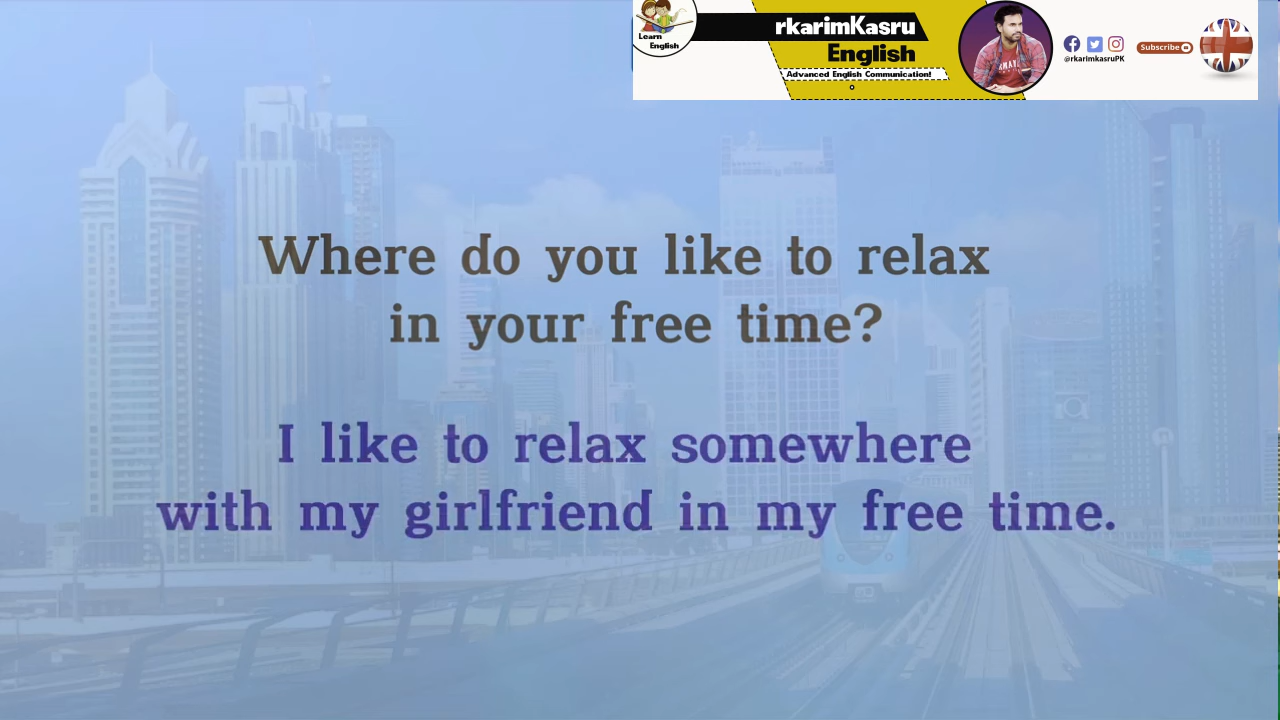 Learn
English
rkarimKasru
English
Advanced English Communication!
@rkarimkasruPK
Subscribe
Where do you like to relax
in your free time?
I like to relax somewhere
with my girlfriend in my free time.